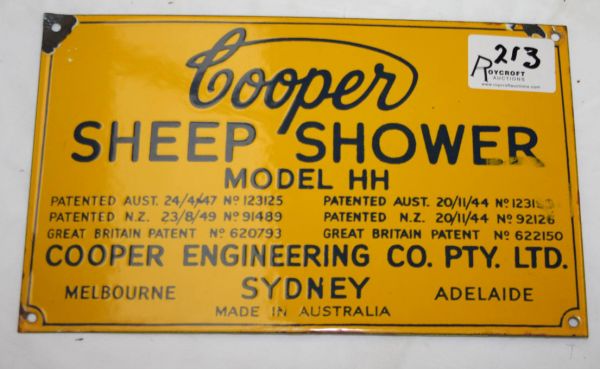 Cooper
213
ROYCROFT
AUCTIONS
SHEEP SHOWER
MODEL HH
PATENTED AUST. 24/4/47 Nº 123125
PATENTED AUST. 20/11/44 Nº
PATENTED N.Z. 23/8/49 Nº 91489
PATENTED N.Z. 20/11/44 Nº 92126
GREAT BRITAIN PATENT Nº 620793
GREAT BRITAIN PATENT Nº 622150
COOPER ENGINEERING CO. PTY. LTD.
MELBOURNE SYDNEY ADELAIDE
MADE IN AUSTRALIA